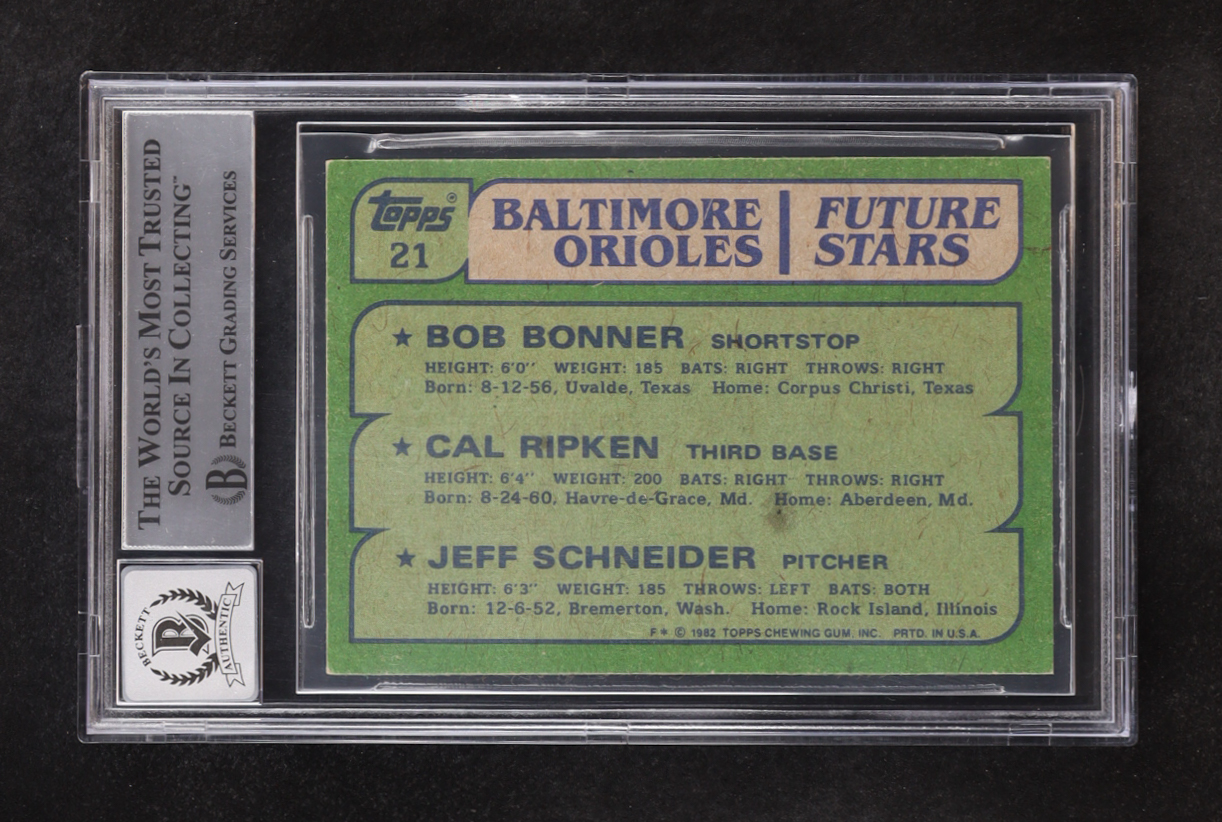 THE WORLD'S MOST TRUSTED
SOURCE IN COLLECTING™
B BECKETT GRADING SERVICES
BECKETT
B
AUTHENTIC
topps®
21
BALTIMORE
ORIOLES
FUTURE
STARS
★ BOB BONNER SHORTSTOP
HEIGHT: 6'0'' WEIGHT: 185 BATS: RIGHT THROWS: RIGHT
Born: 8-12-56, Uvalde, Texas Home: Corpus Christi, Texas
★ CAL RIPKEN THIRD BASE
HEIGHT: 6'4'' WEIGHT: 200 BATS: RIGHT THROWS: RIGHT
Born: 8-24-60, Havre-de-Grace, Md. Home: Aberdeen, Md.
★ JEFF SCHNEIDER PITCHER
HEIGHT: 6'3'' WEIGHT: 185 THROWS: LEFT BATS: BOTH
Born: 12-6-52, Bremerton, Wash. Home: Rock Island, Illinois
F* © 1982 TOPPS CHEWING GUM, INC. PRTD. IN U.S.A.